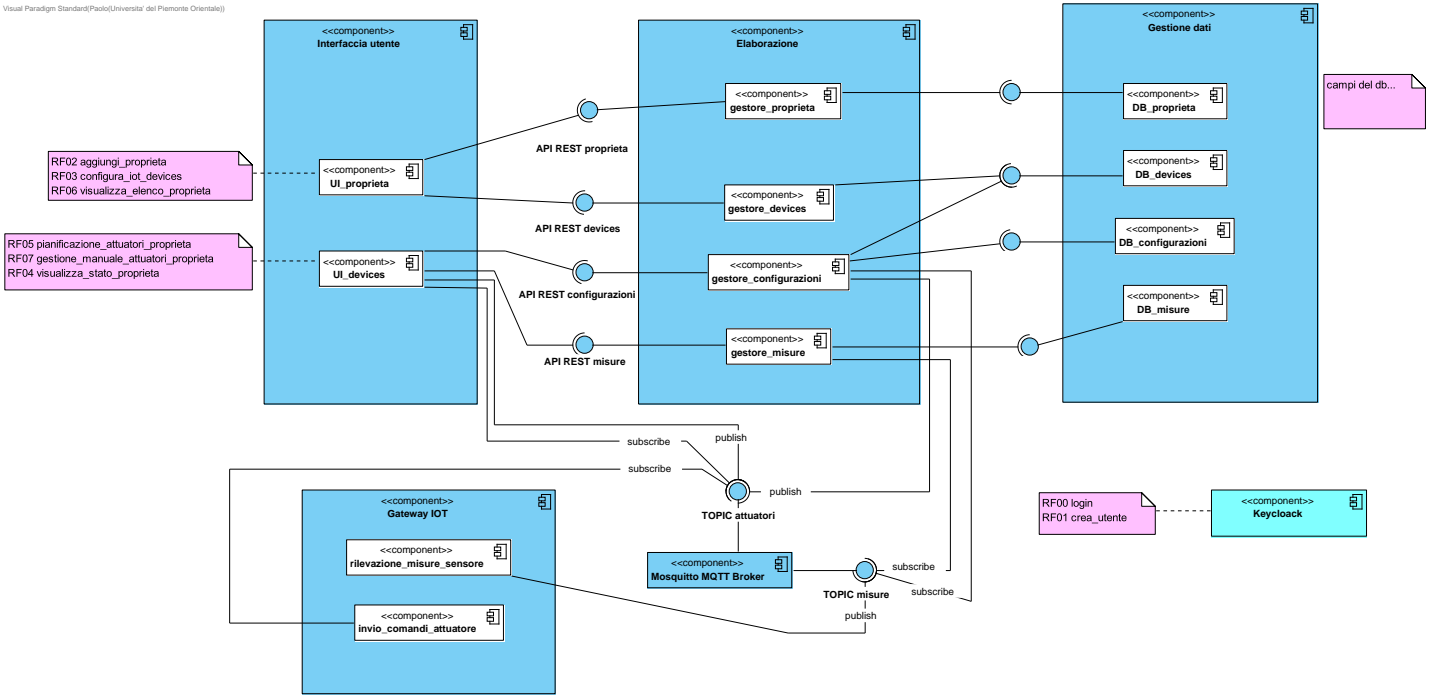 Visual Paradigm Standard(Paolo(Universita' del Piemonte Orientale))
<<component>>
Interfaccia utente
<<component>>
Elaborazione
<<component>>
Gestione dati
campi del db...
<<component>>
gestore_proprieta
<<component>>
DB_proprieta
API REST proprieta
RF02 aggiungi_proprieta
RF03 configura_iot_devices
RF06 visualizza_elenco_proprieta
<<component>>
UI_proprieta
<<component>>
DB_devices
<<component>>
gestore_devices
API REST devices
RF05 pianificazione_attuatori_proprieta
RF07 gestione_manuale_attuatori_proprieta
RF04 visualizza_stato_proprieta
<<component>>
UI_devices
<<component>>
gestore_configurazioni
<<component>>
DB_configurazioni
API REST configurazioni
<<component>>
DB_misure
<<component>>
gestore_misure
API REST misure
publish
subscribe
subscribe
publish
TOPIC attuatori
<<component>>
Gateway IOT
<<component>>
rilevazione_misure_sensore
<<component>>
invio_comandi_attuatore
<<component>>
Mosquitto MQTT Broker
subscribe
subscribe
TOPIC misure
publish
RF00 login
RF01 crea_utente
<<component>>
Keycloack